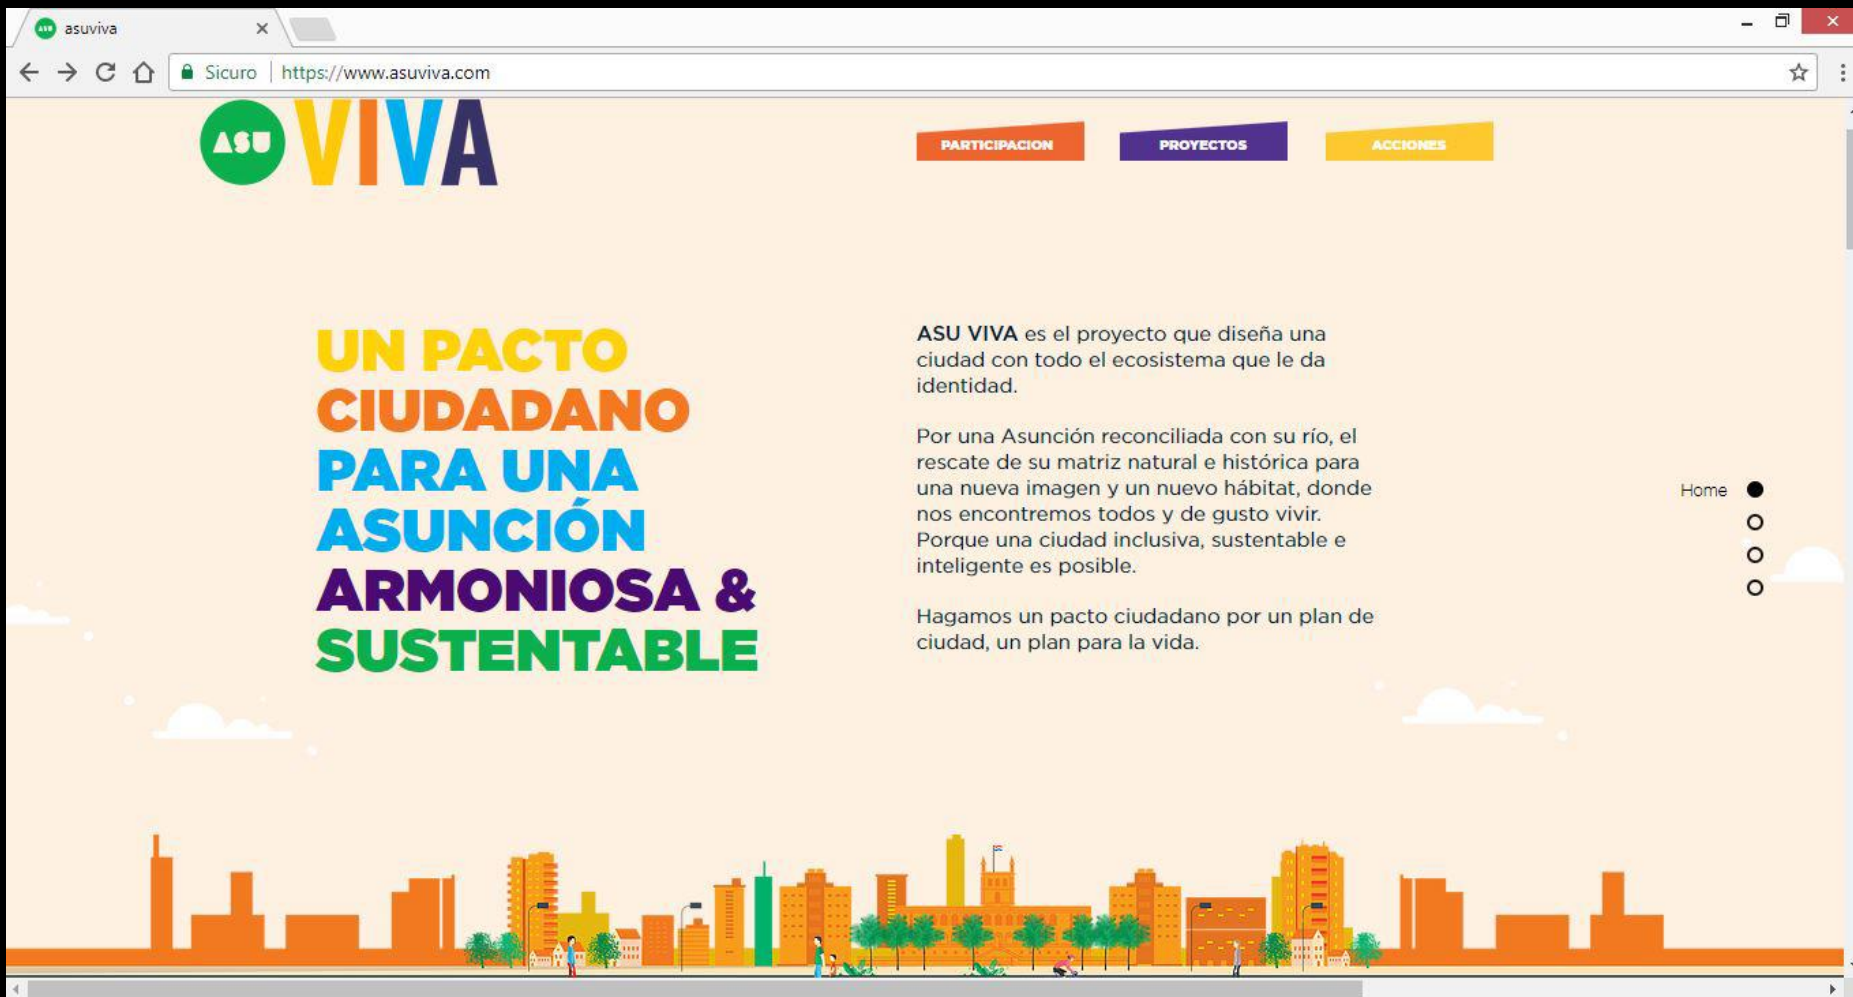 asuviva
Sicuro https://www.asuviva.com
ASU VIVA
PARTICIPACION
PROYECTOS
ACCIONES
UN PACTO
CIUDADANO
PARA UNA
ASUNCIÓN
ARMONIOSA &
SUSTENTABLE
ASU VIVA es el proyecto que diseña una
ciudad con todo el ecosistema que le da
identidad.
Por una Asunción reconciliada con su río, el
rescate de su matriz natural e histórica para
una nueva imagen y un nuevo hábitat, donde
nos encontremos todos y de gusto vivir.
Porque una ciudad inclusiva, sustentable e
inteligente es posible.
Hagamos un pacto ciudadano por un plan de
ciudad, un plan para la vida.
Home